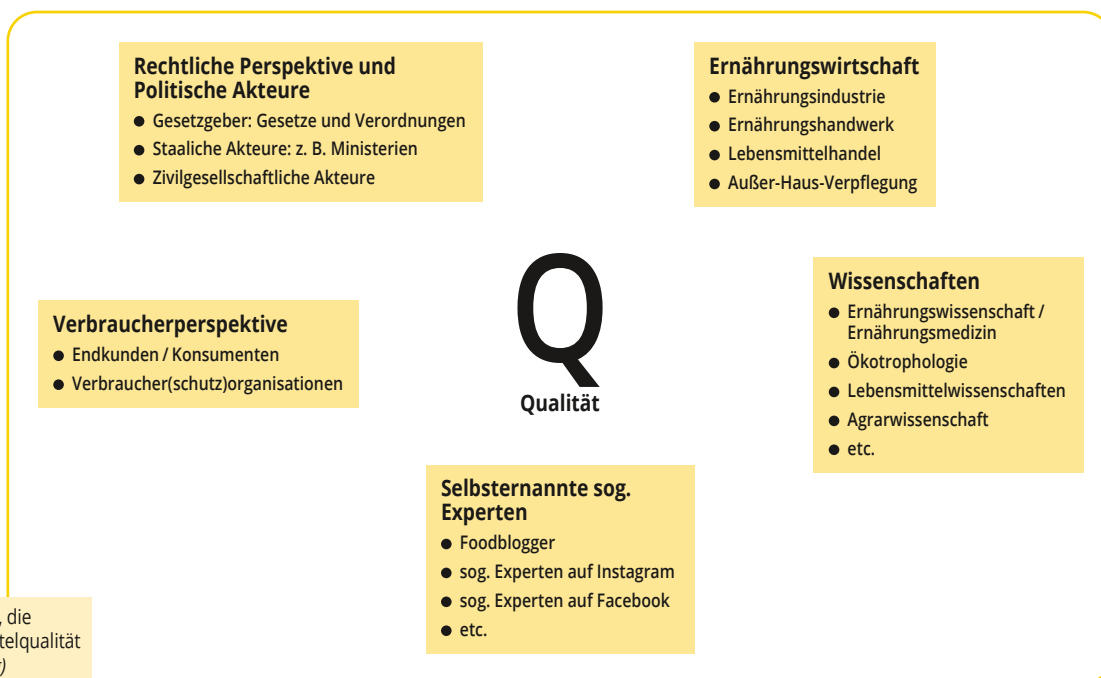 Rechtliche Perspektive und
Politische Akteure
● Gesetzgeber: Gesetze und Verordnungen
● Staaliche Akteure: z. B. Ministerien
● Zivilgesellschaftliche Akteure
Ernährungswirtschaft
● Ernährungsindustrie
● Ernährungshandwerk
● Lebensmittelhandel
● Außer-Haus-Verpflegung
Verbraucherperspektive
● Endkunden / Konsumenten
● Verbraucher(schutz)organisationen
Q
Qualität
Wissenschaften
● Ernährungswissenschaft /
Ernährungsmedizin
● Ökotrophologie
● Lebensmittelwissenschaften
● Agrarwissenschaft
● etc.
Selbsternannte sog.
Experten
● Foodblogger
● sog. Experten auf Instagram
● sog. Experten auf Facebook
● etc.
, die
telqualität